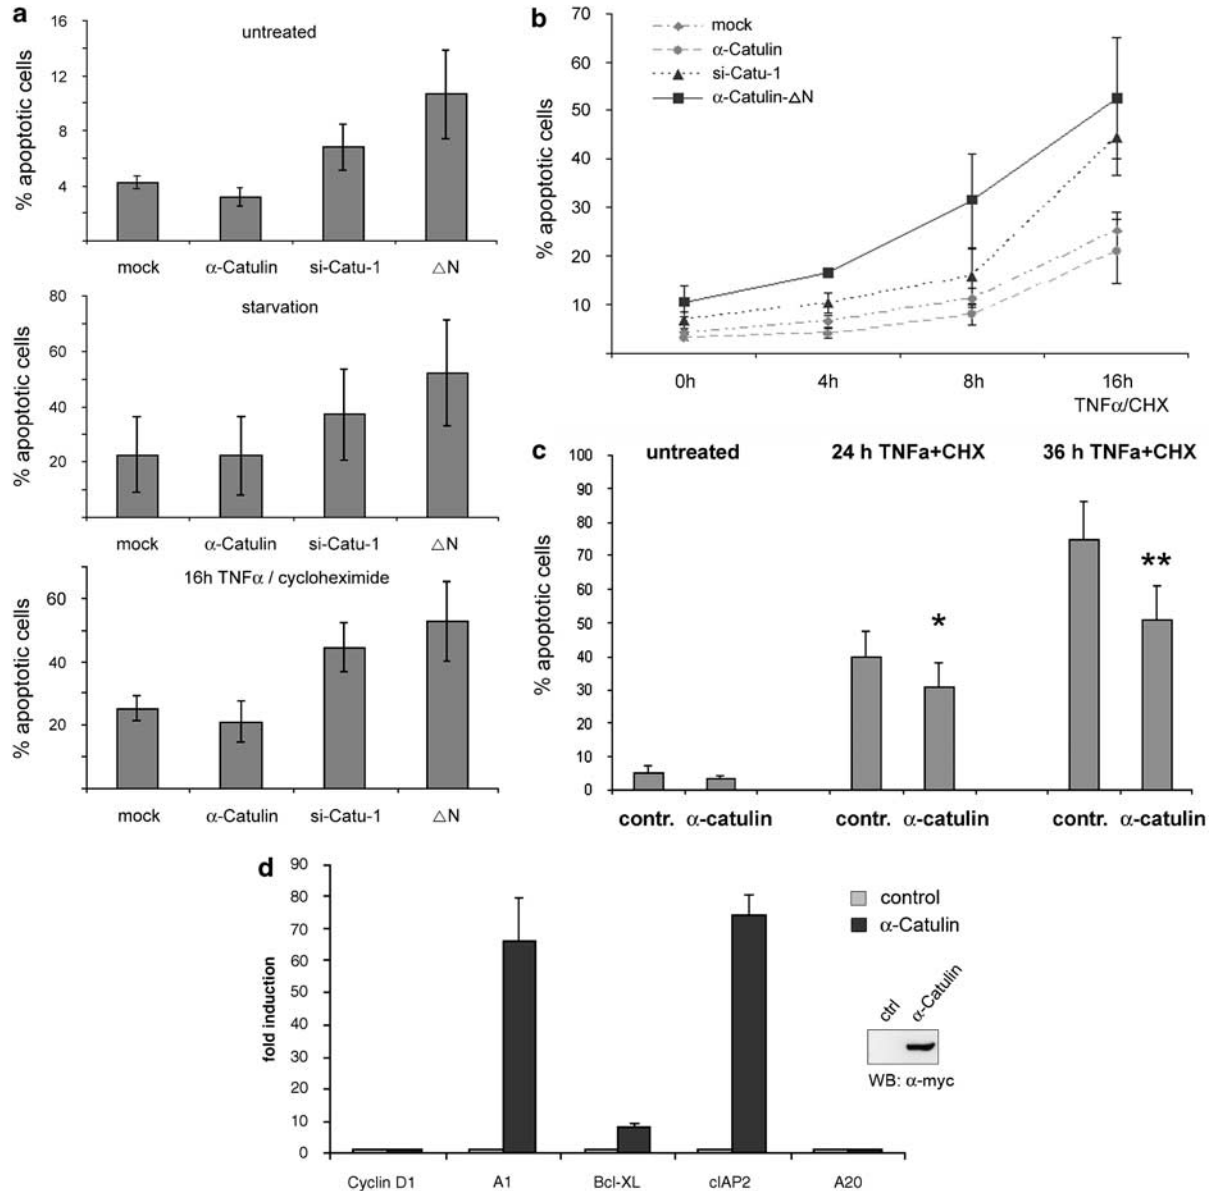 a
untreated
% apoptotic cells
16
12
8
4
mock α-Catulin si-Catu-1 △N
starvation
% apoptotic cells
80
60
40
20
mock α-Catulin si-Catu-1 △N
16h TNFα / cycloheximide
% apoptotic cells
60
40
20
mock α-Catulin si-Catu-1 △N
b
% apoptotic cells
70
60
50
40
30
20
10
mock
α-Catulin
si-Catu-1
α-Catulin-△N
0h 4h 8h 16h
TNFα/CHX
c
untreated 24 h TNFa+CHX 36 h TNFa+CHX
% apoptotic cells
100
90
80
70
60
50
40
30
20
10
0
* **
contr. α-catulin contr. α-catulin contr. α-catulin
d
fold induction
90
80
70
60
50
40
30
20
10
0
control
α-Catulin
ctrl α-Catulin
WB: α-myc
Cyclin D1 A1 Bcl-XL cIAP2 A20